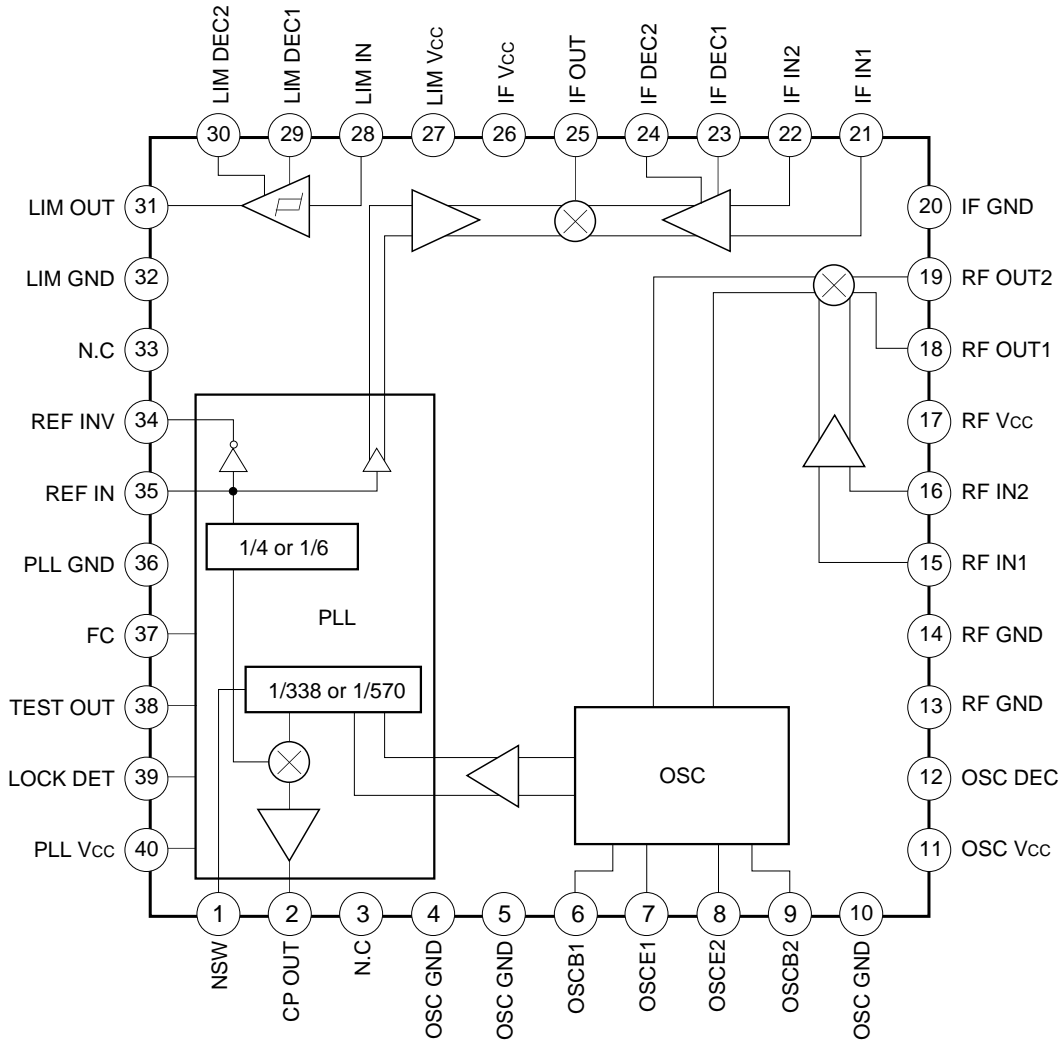 LIM DEC2
LIM DEC1
LIM IN
LIM VCC
IF VCC
IF OUT
IF DEC2
IF DEC1
IF IN2
IF IN1
30
29
28
27
26
25
24
23
22
21
LIM OUT 31
20 IF GND
LIM GND 32
19 RF OUT2
N.C 33
18 RF OUT1
REF INV 34
17 RF VCC
REF IN 35
16 RF IN2
1/4 or 1/6
PLL GND 36
15 RF IN1
PLL
FC 37
14 RF GND
1/338 or 1/570
TEST OUT 38
13 RF GND
OSC
LOCK DET 39
12 OSC DEC
PLL VCC 40
11 OSC VCC
1
2
3
4
5
6
7
8
9
10
NSW
CP OUT
N.C
OSC GND
OSC GND
OSCB1
OSCE1
OSCE2
OSCB2
OSC GND